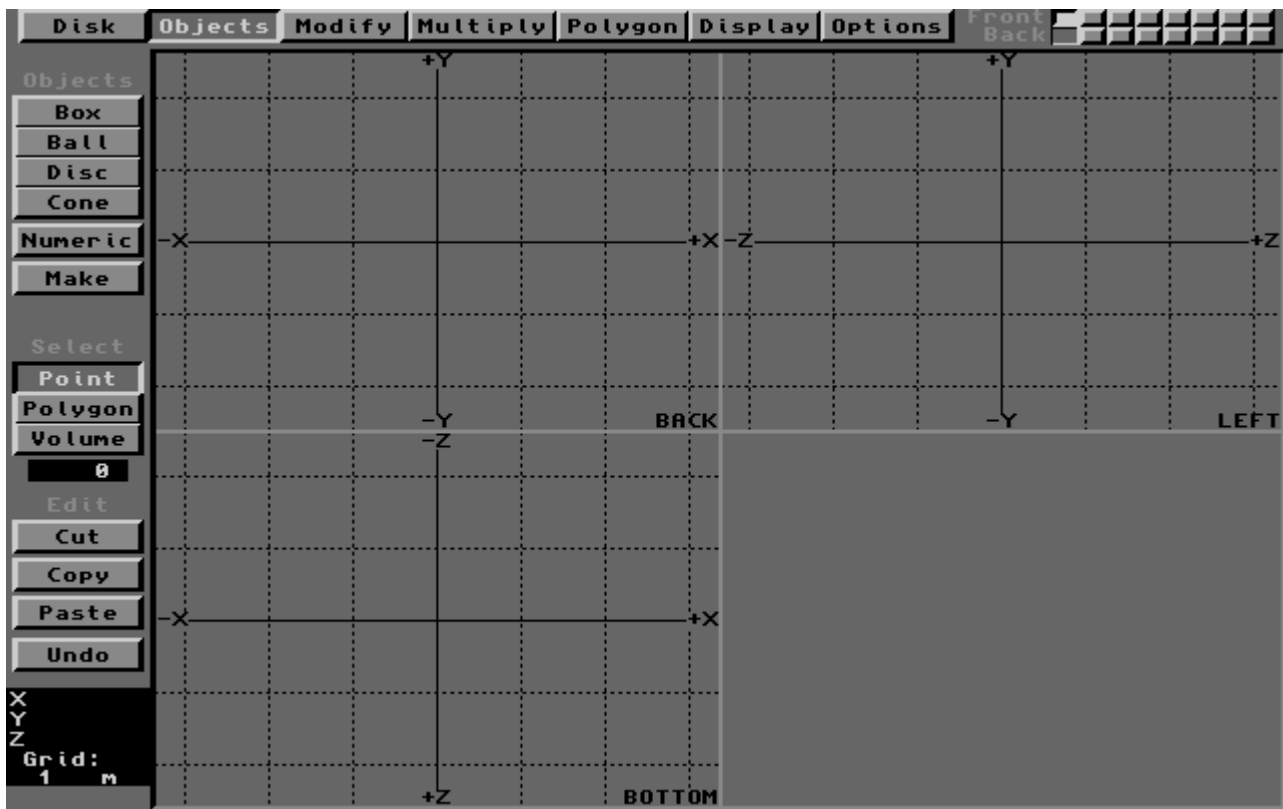 Disk Objects Modify Multiply Polygon Display Options Front
Back
Objects
Box
Ball
Disc
Cone
Numeric
Make
Select
Point
Polygon
Volume
0
Edit
Cut
Copy
Paste
Undo
X
Y
Z
Grid:
1 m
+Y
-X +X
-Y BACK
+Y
-Z +Z
-Y LEFT
-Z
-X +X
+Z BOTTOM